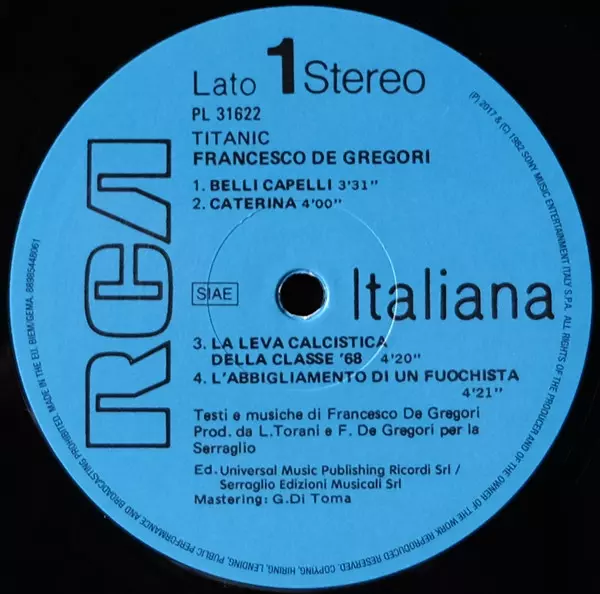 Lato 1 Stereo
PL 31622
TITANIC
FRANCESCO DE GREGORI
1. BELLI CAPELLI 3'31"
2. CATERINA 4'00"
RCA
SIAE
Italiana
3. LA LEVA CALCISTICA
DELLA CLASSE '68 4'20"
4. L'ABBIGLIAMENTO DI UN FUOCHISTA
4'21"
Testi e musiche di Francesco De Gregori
Prod. da L.Torani e F. De Gregori per la
Serraglio
Ed. Universal Music Publishing Ricordi Srl /
Serraglio Edizioni Musicali Srl
Mastering: G.Di Toma
(P) 2017 & (C) 1982 SONY MUSIC ENTERTAINMENT ITALY S.P.A. ALL RIGHTS OF THE PRODUCER AND OF THE OWNER OF THE WORK REPRODUCED RESERVED. COPYING, HIRING, LENDING, PUBLIC PERFORMANCE AND BROADCASTING PROHIBITED. MADE IN THE EU. BIEM/GEMA. 88985448061